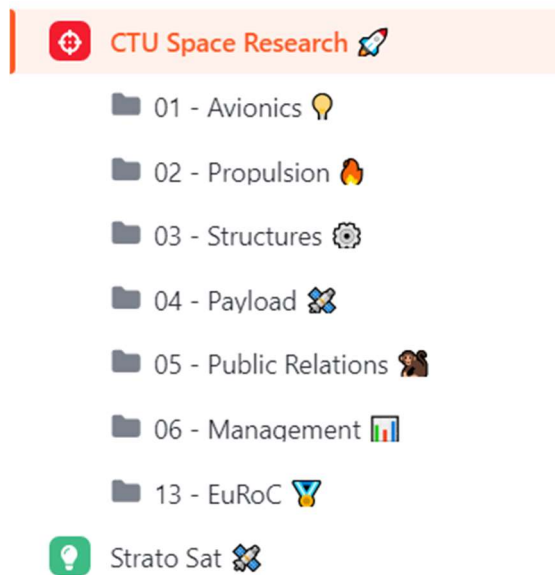 CTU Space Research 🚀
01 - Avionics 💡
02 - Propulsion 🔥
03 - Structures ⚙️
04 - Payload 🛰️
05 - Public Relations 🐒
06 - Management 📊
13 - EuRoC 🏅
Strato Sat 🛰️